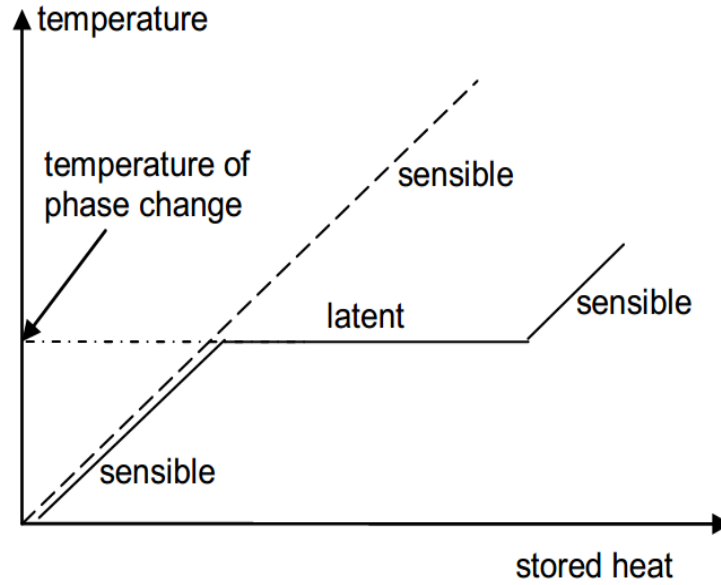 temperature
temperature of
phase change
sensible
latent
sensible
sensible
stored heat